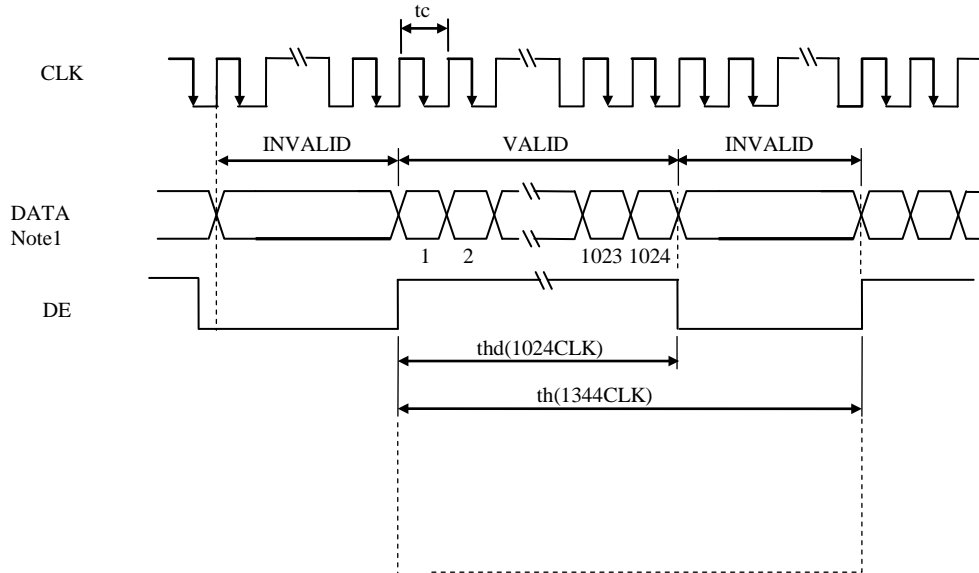 tc
CLK
INVALID VALID INVALID
DATA
Note1
1 2 1023 1024
DE
thd(1024CLK)
th(1344CLK)